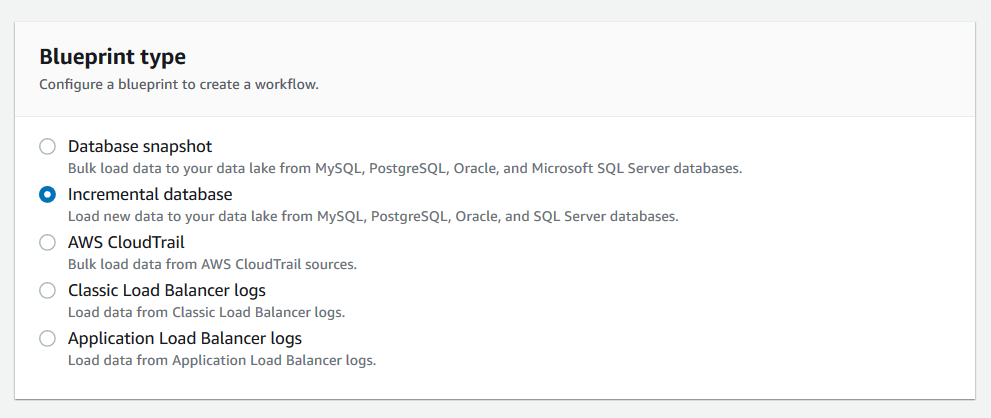 Blueprint type
Configure a blueprint to create a workflow.
Database snapshot
Bulk load data to your data lake from MySQL, PostgreSQL, Oracle, and Microsoft SQL Server databases.
Incremental database
Load new data to your data lake from MySQL, PostgreSQL, Oracle, and SQL Server databases.
AWS CloudTrail
Bulk load data from AWS CloudTrail sources.
Classic Load Balancer logs
Load data from Classic Load Balancer logs.
Application Load Balancer logs
Load data from Application Load Balancer logs.